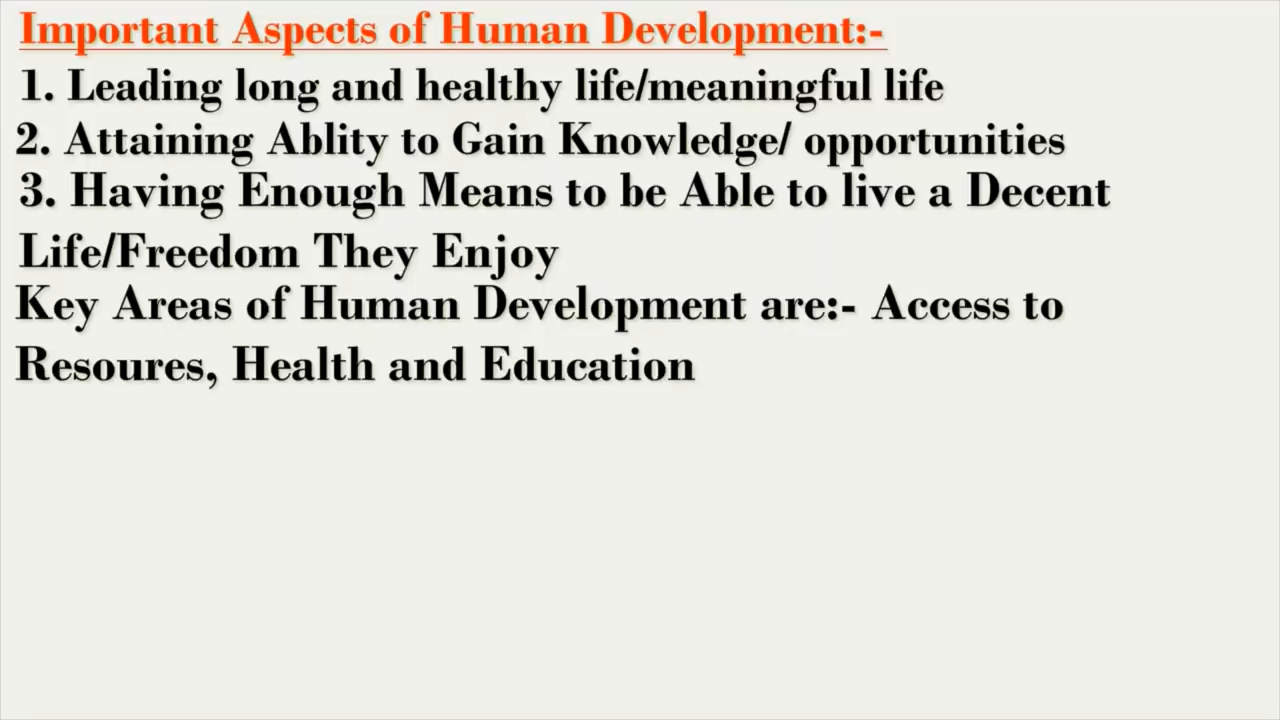 Important Aspects of Human Development:-
1. Leading long and healthy life/meaningful life
2. Attaining Ablity to Gain Knowledge/ opportunities
3. Having Enough Means to be Able to live a Decent
Life/Freedom They Enjoy
Key Areas of Human Development are:- Access to
Resoures, Health and Education